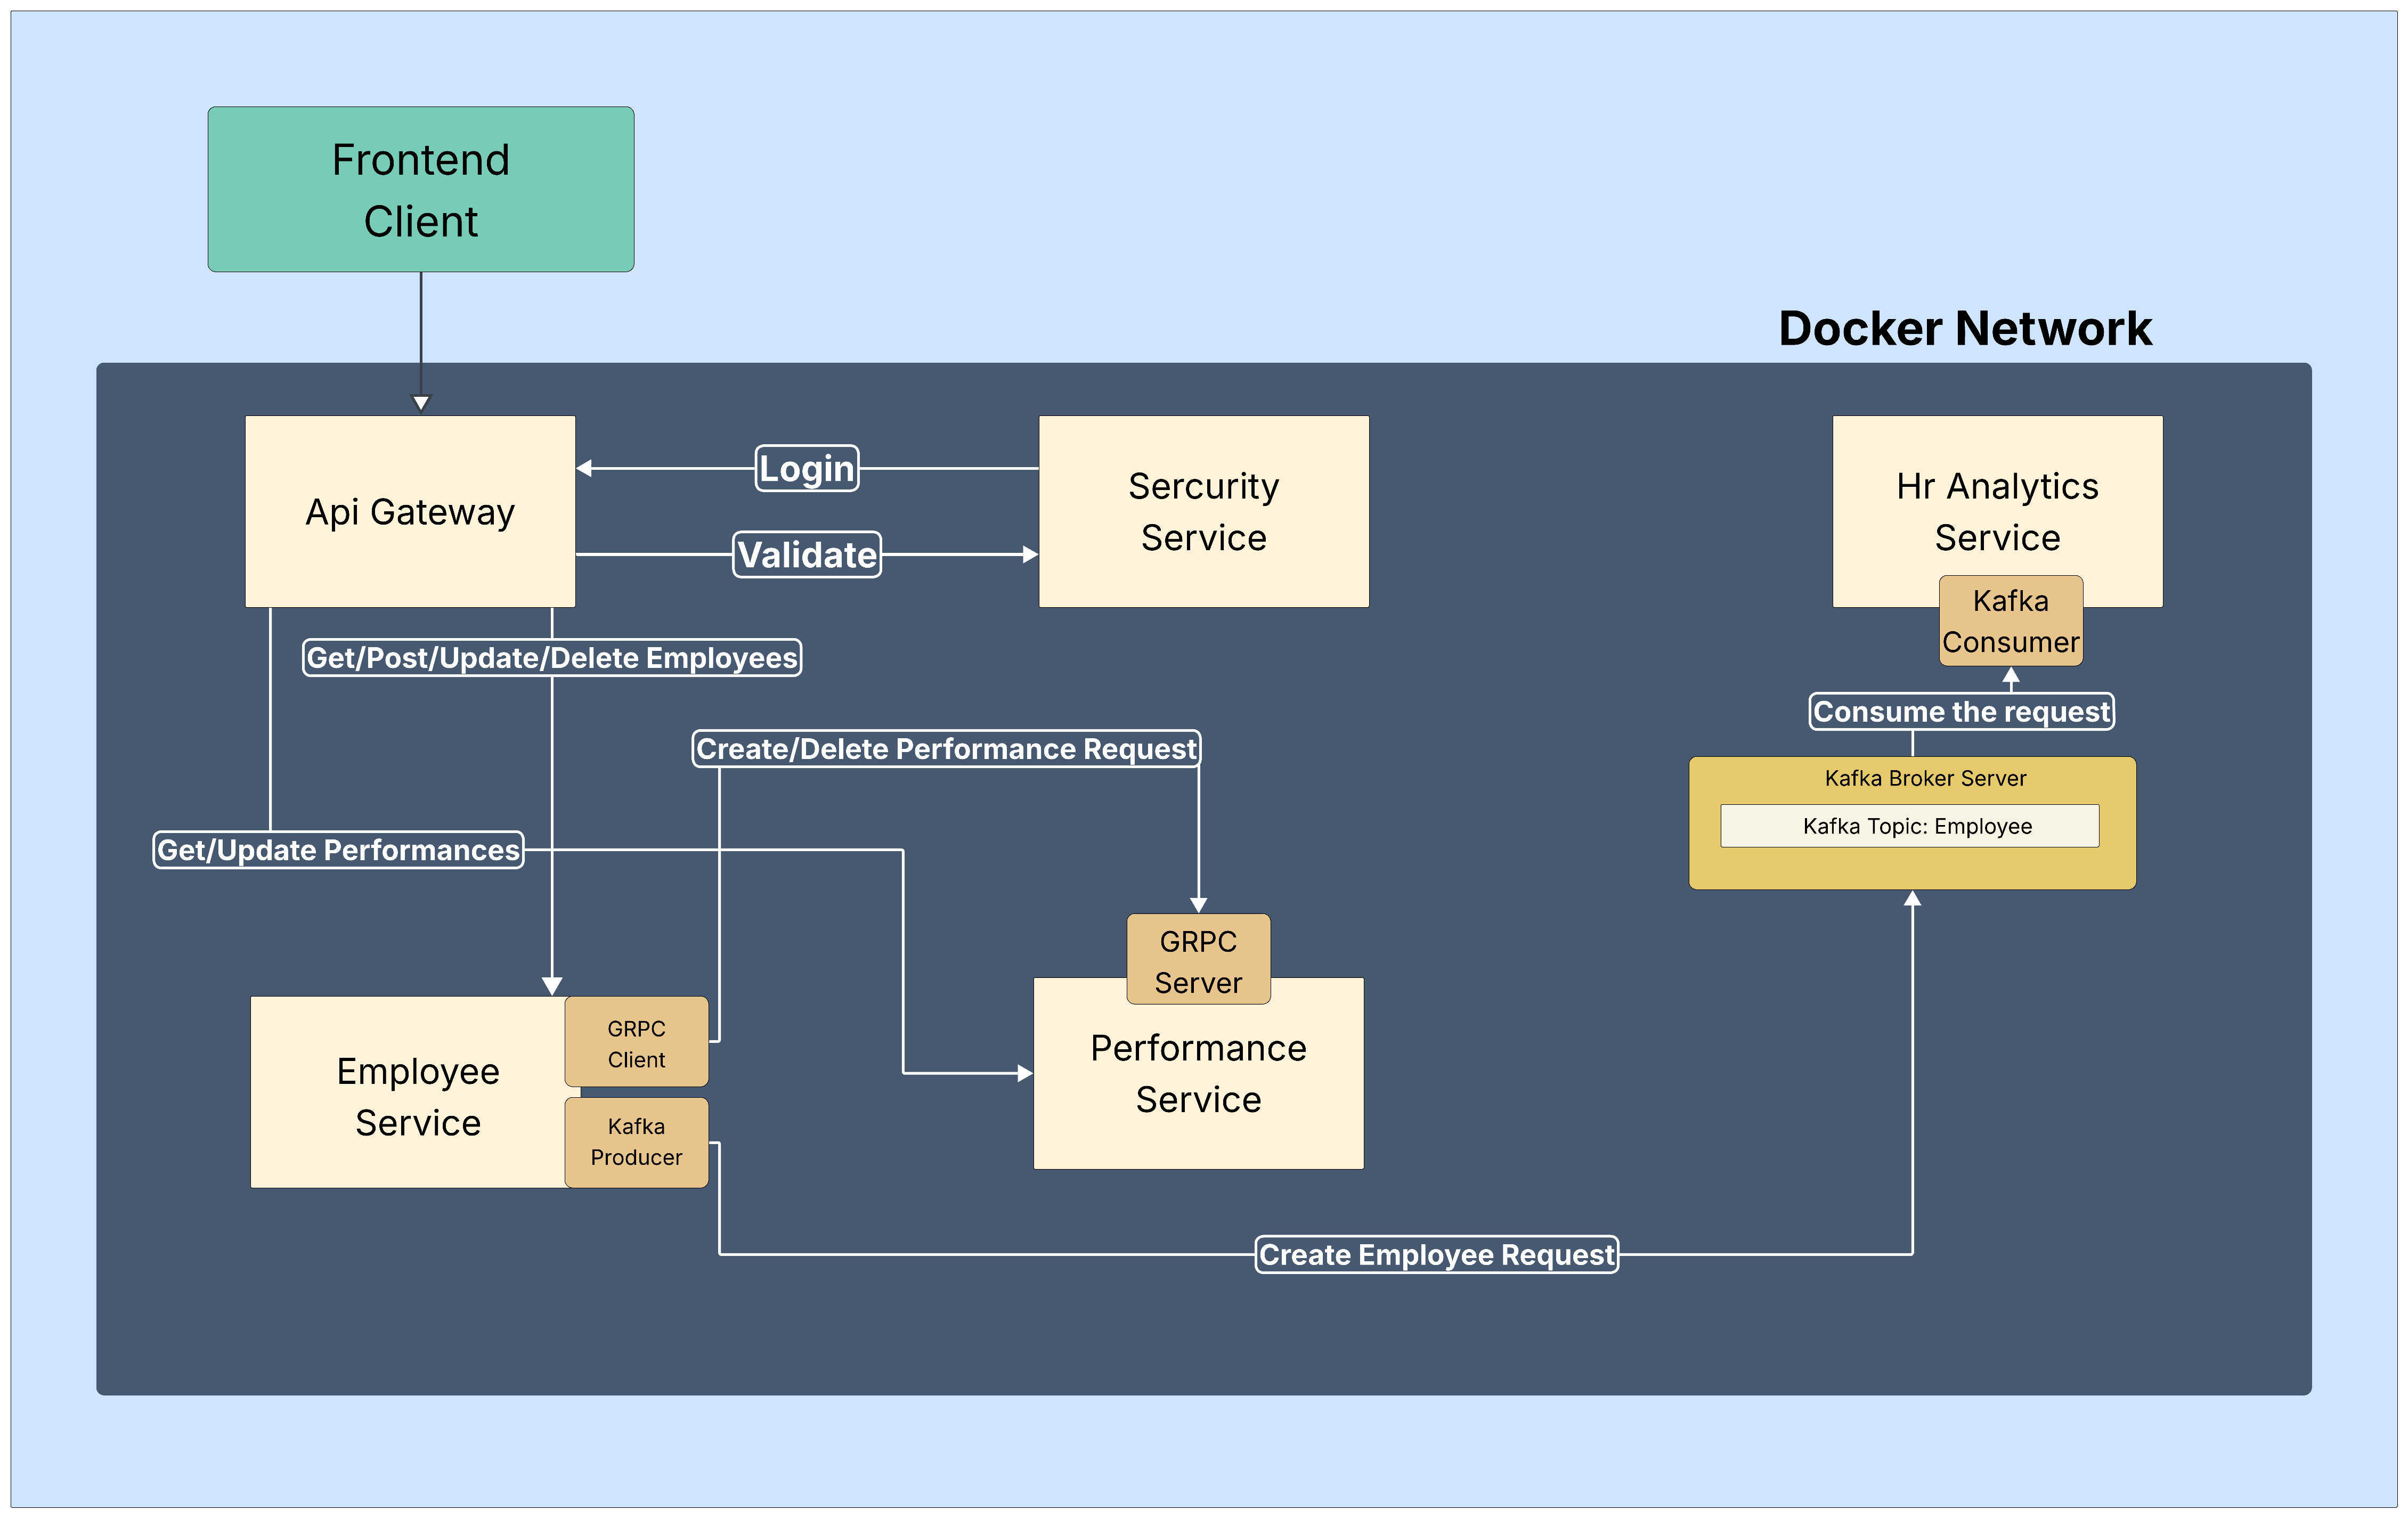 Frontend
Client
Docker Network
Api Gateway
Login
Validate
Sercurity
Service
Hr Analytics
Service
Kafka
Consumer
Get/Post/Update/Delete Employees
Consume the request
Create/Delete Performance Request
Kafka Broker Server
Kafka Topic: Employee
Get/Update Performances
GRPC
Server
Performance
Service
Employee
Service
GRPC
Client
Kafka
Producer
Create Employee Request